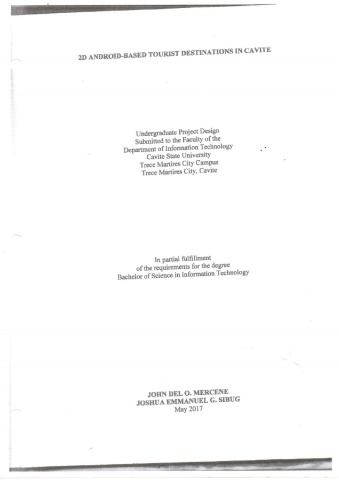 2D ANDROID-BASED TOURIST DESTINATIONS IN CAVITE
Undergraduate Project Design
Submitted to the Faculty of the
Department of Information Technology
Cavite State University
Trece Martires City Campus
Trece Martires City, Cavite
In partial fulfillment
of the requirements for the degree
Bachelor of Science in Information Technology
JOHN DEL O. MERCENE
JOSHUA EMMANUEL G. SIBUG
May 2017